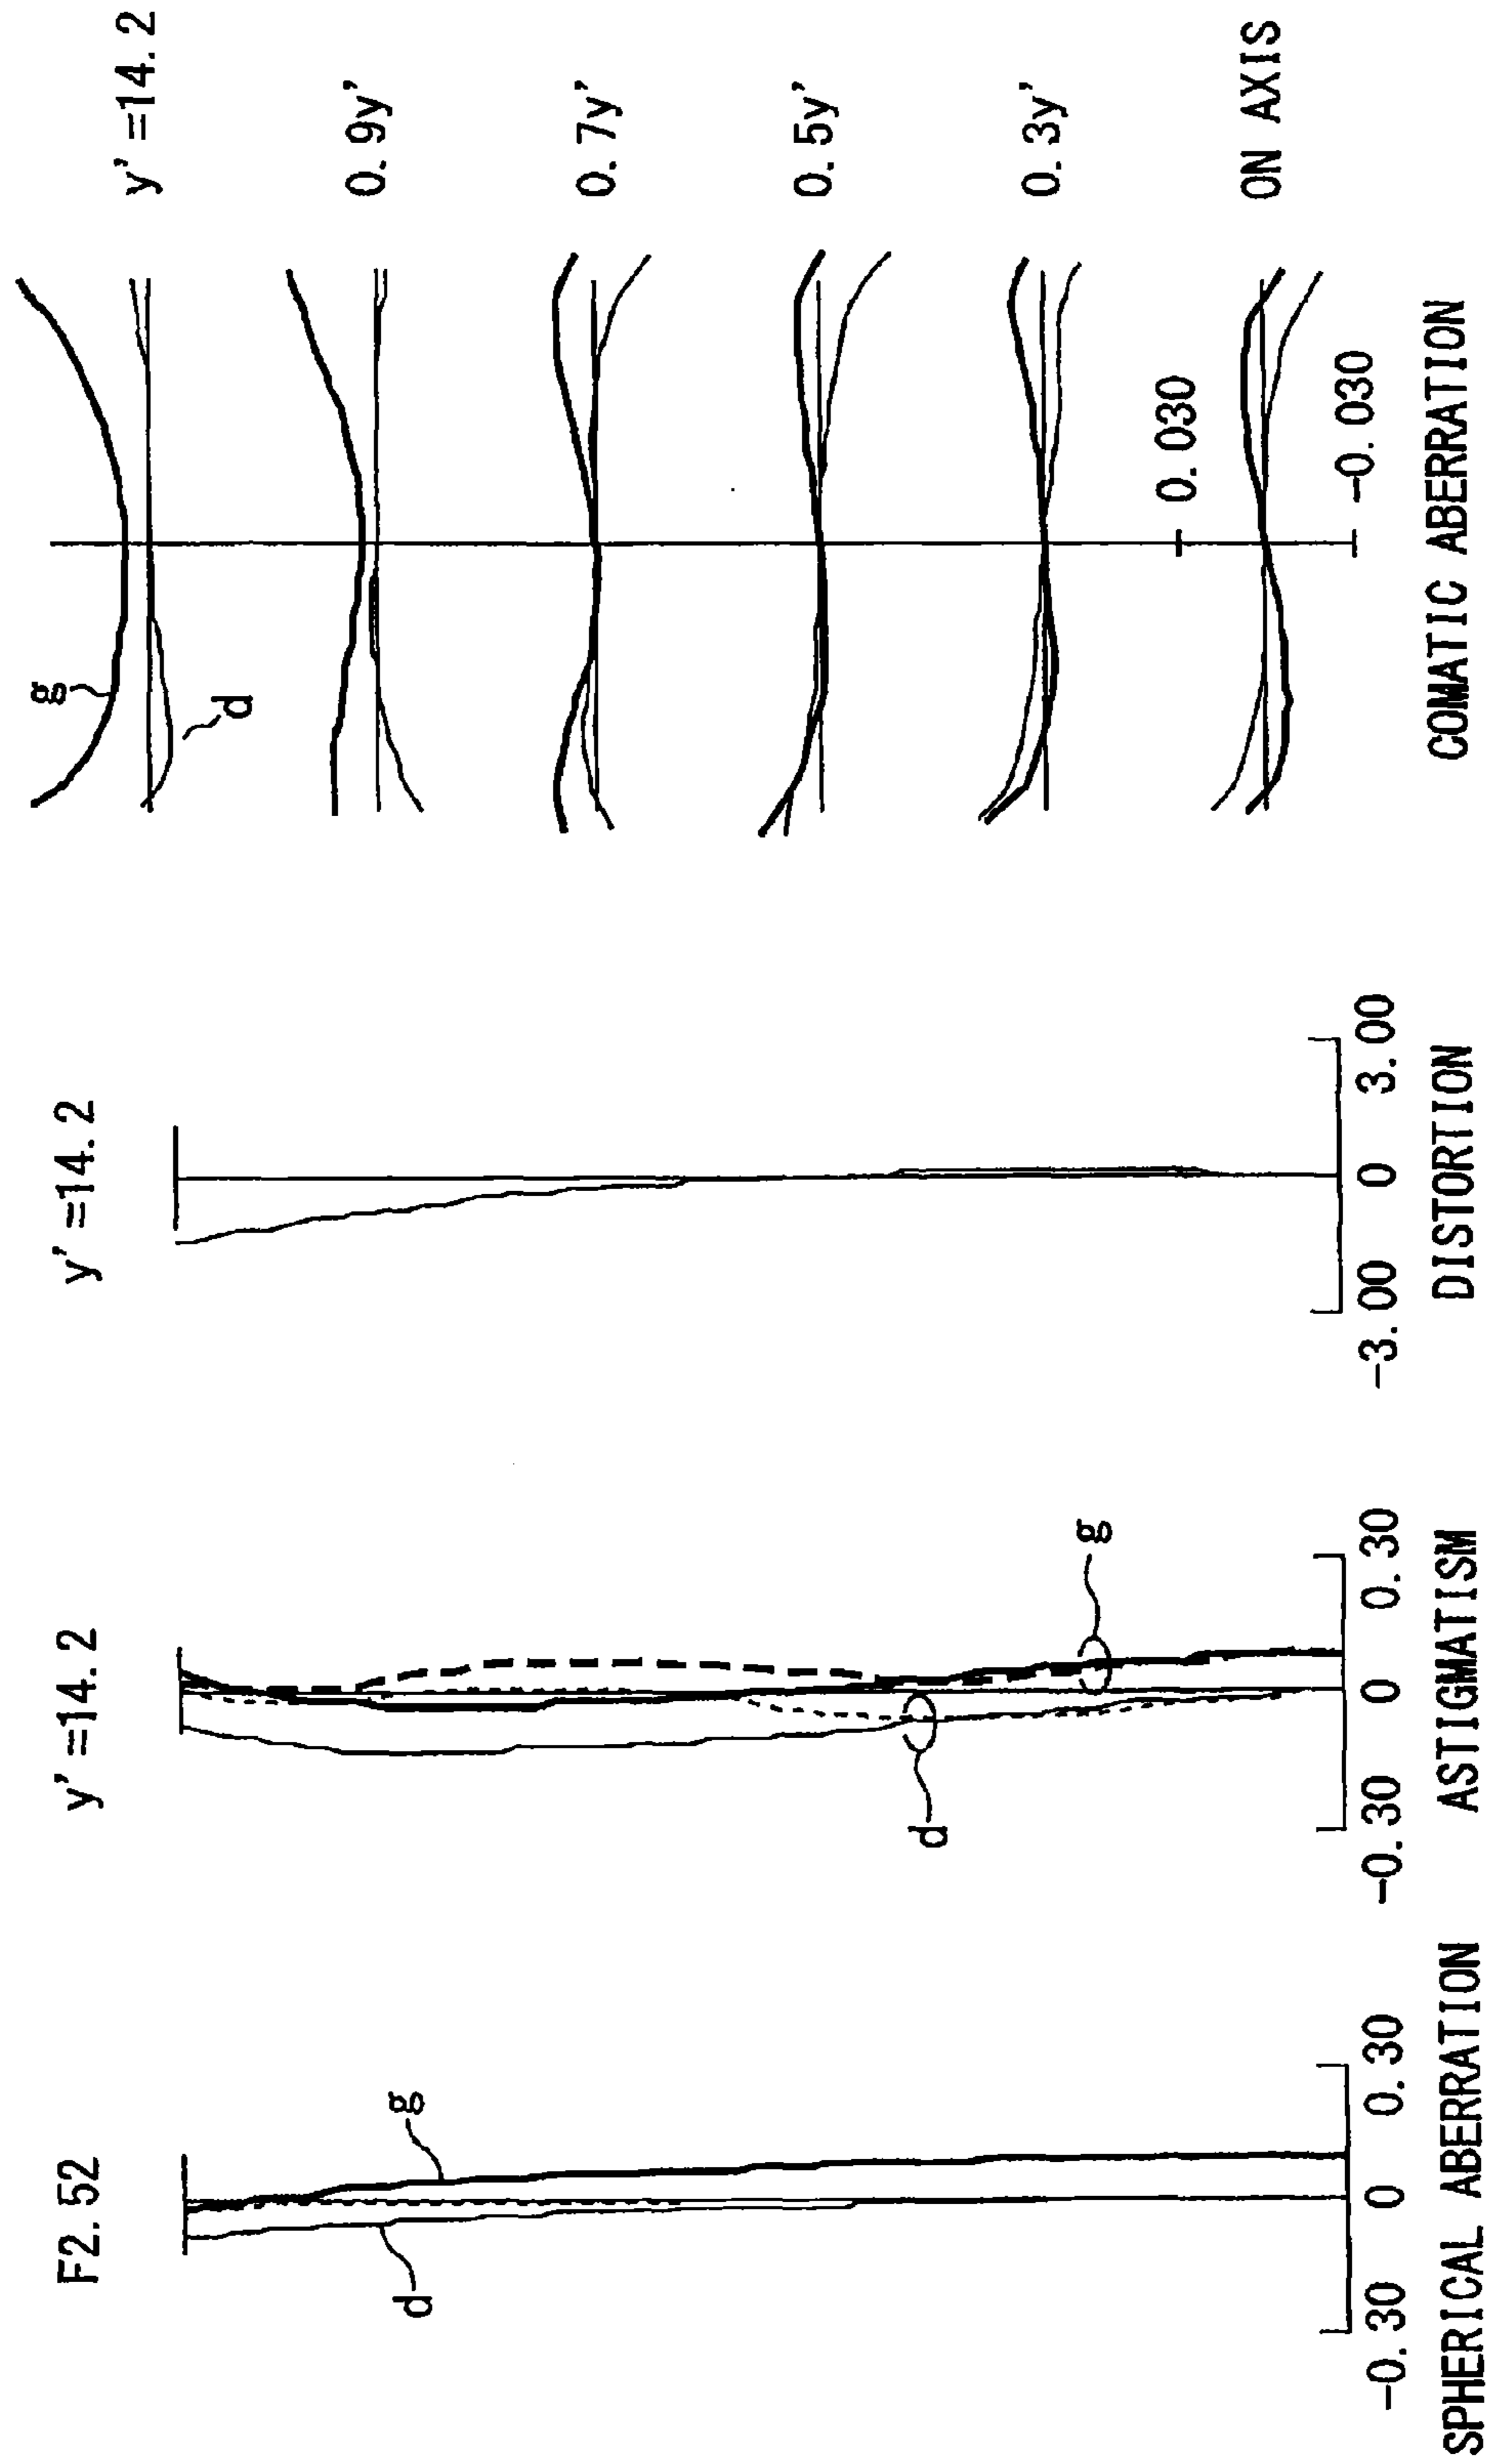 F2. 52
g
d
-0. 30
0
0. 30
SPHERICAL ABERRATION
y' =14. 2
g
d
-0. 30
0
0. 30
ASTIGMATISM
y' =14. 2
-3. 00
0
3. 00
DISTORTION
y' =14. 2
g
d
0. 9y'
0. 7y'
0. 5y'
0. 3y'
0. 030
ON AXIS
-0. 030
COMATIC ABERRATION